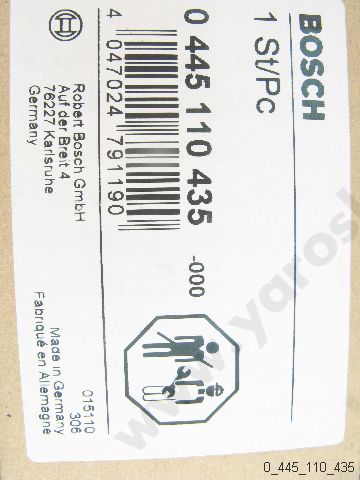 BOSCH
1 St/Pc
0 445 110 435 -000
4 047024 791190
Robert Bosch GmbH
Auf der Breit 4
76227 Karlsruhe
Germany
015110
306
Made in Germany
Fabriqué en Allemagne
0_445_110_435